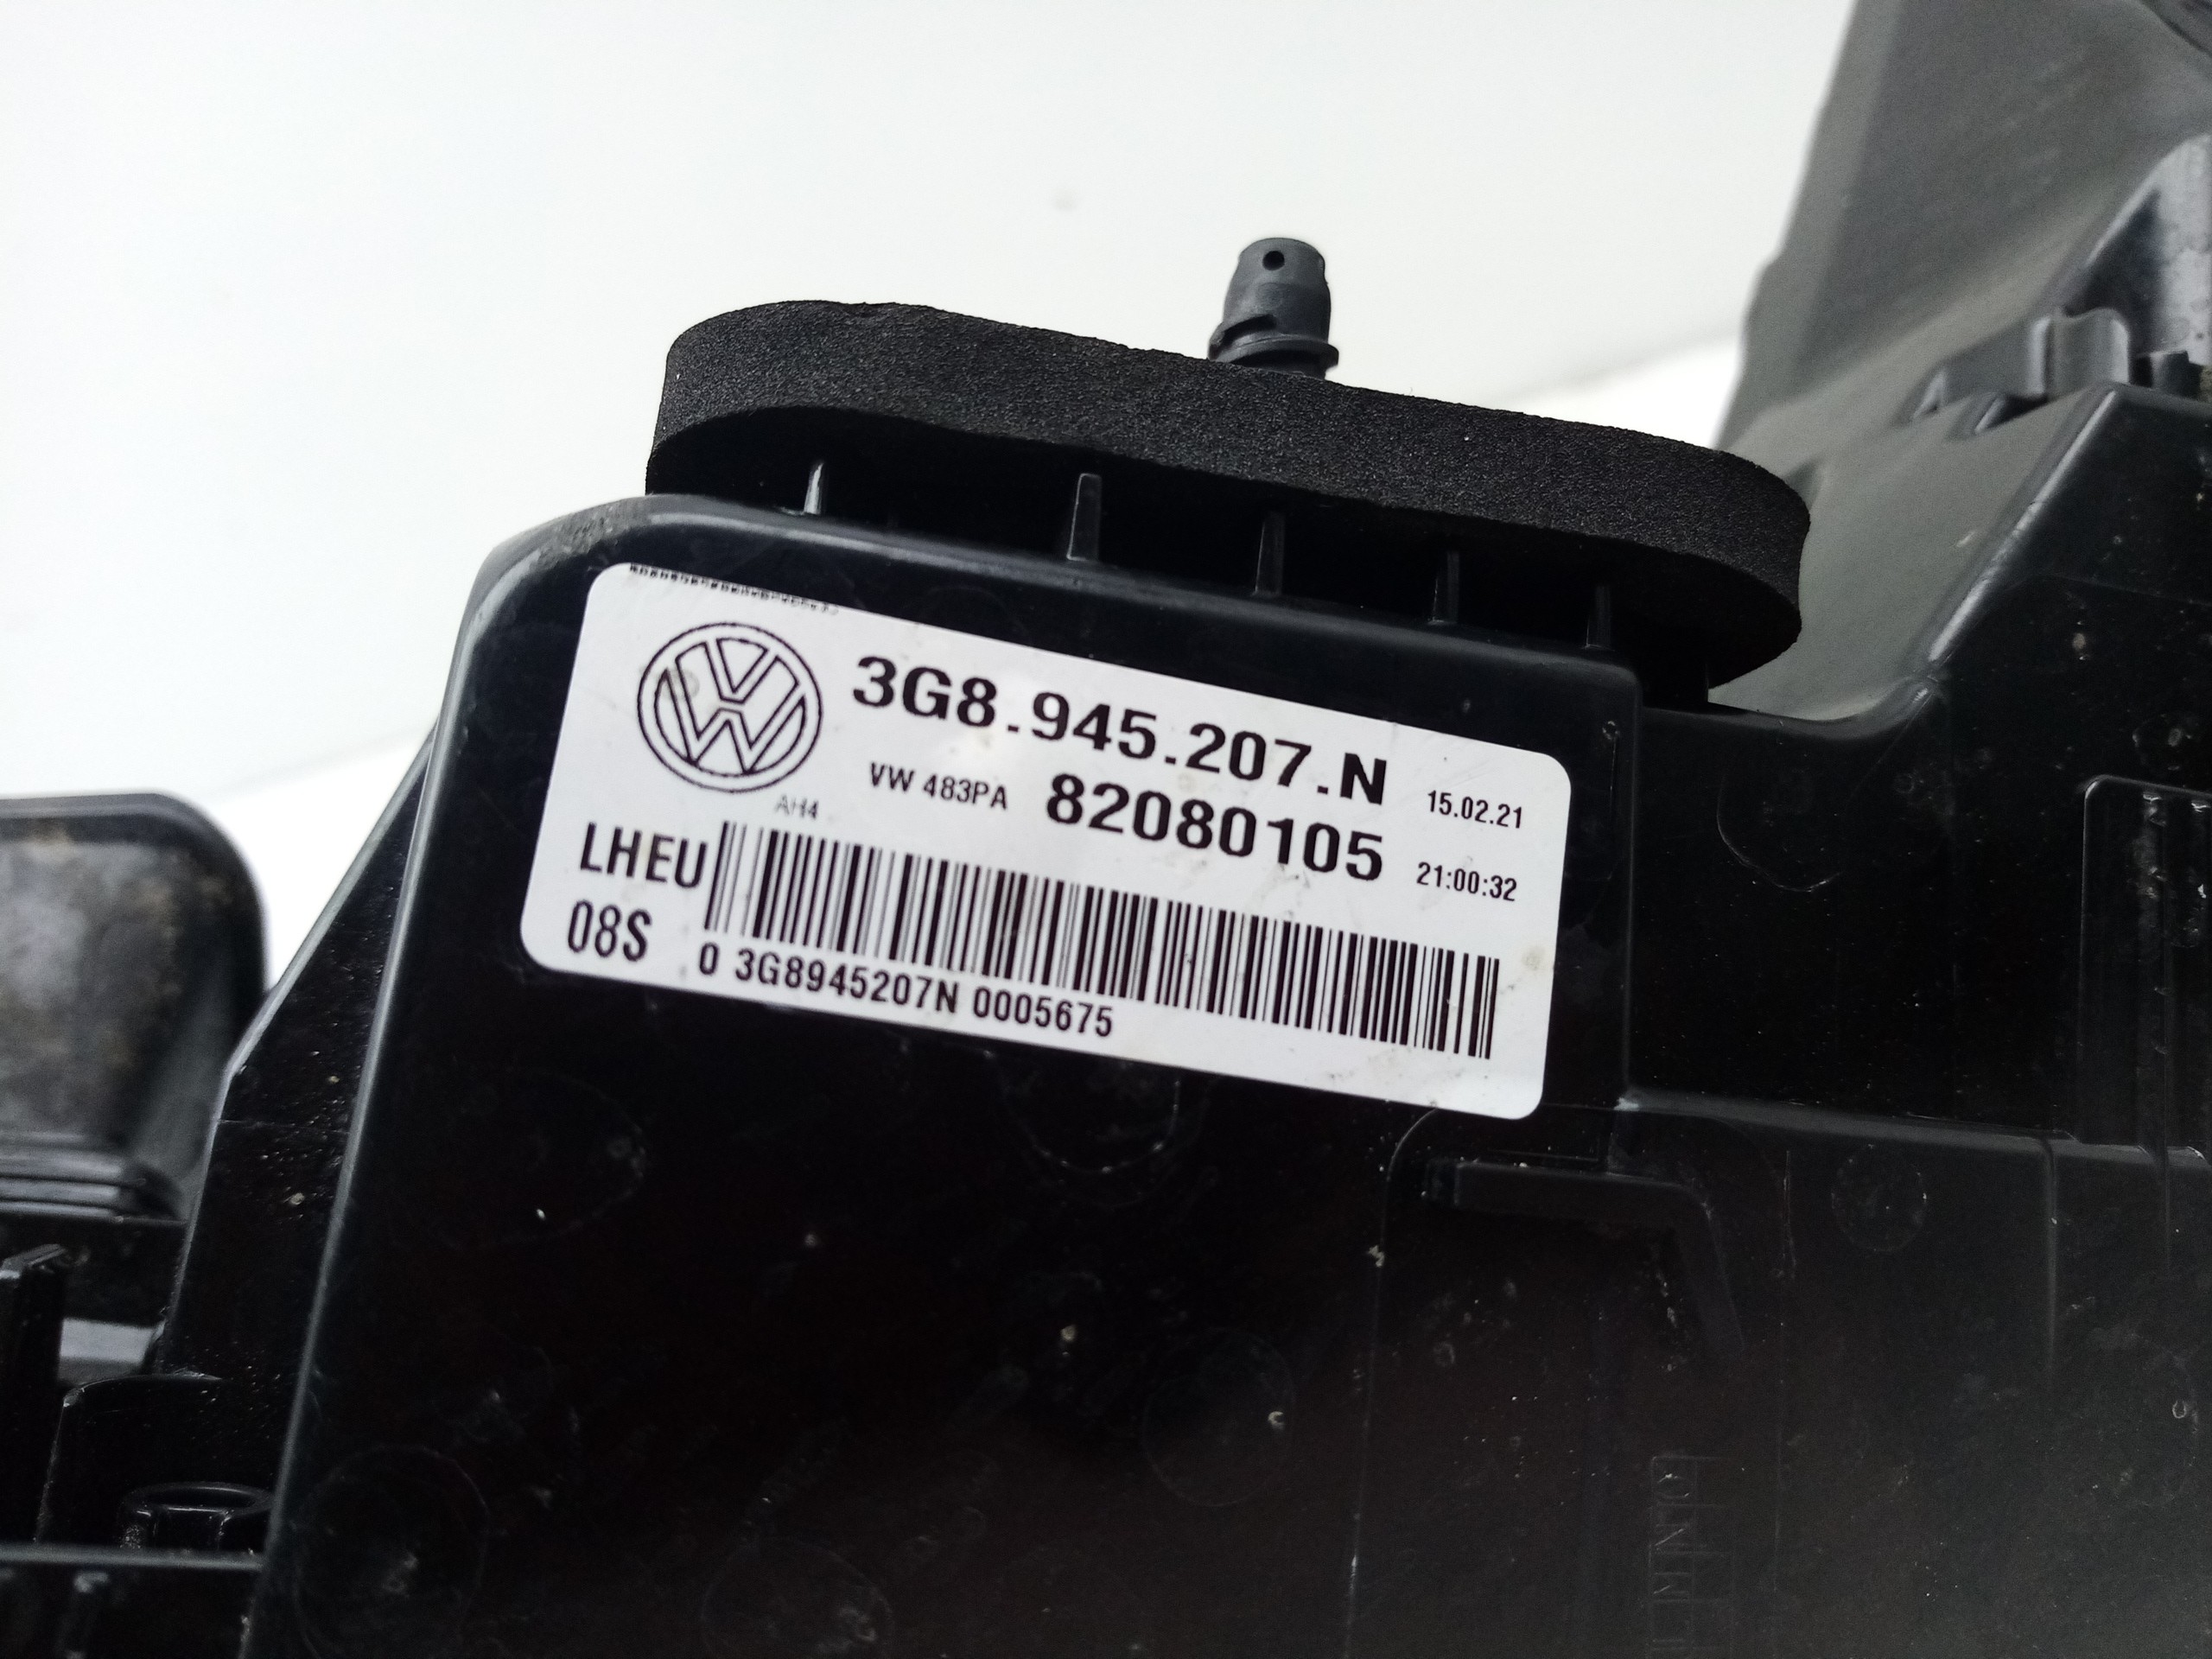 3G8.945.207.N
15.02.21
VW 483PA 82080105
21:00:32
AH4
LHEU
08S
0 3G8945207N 0005675